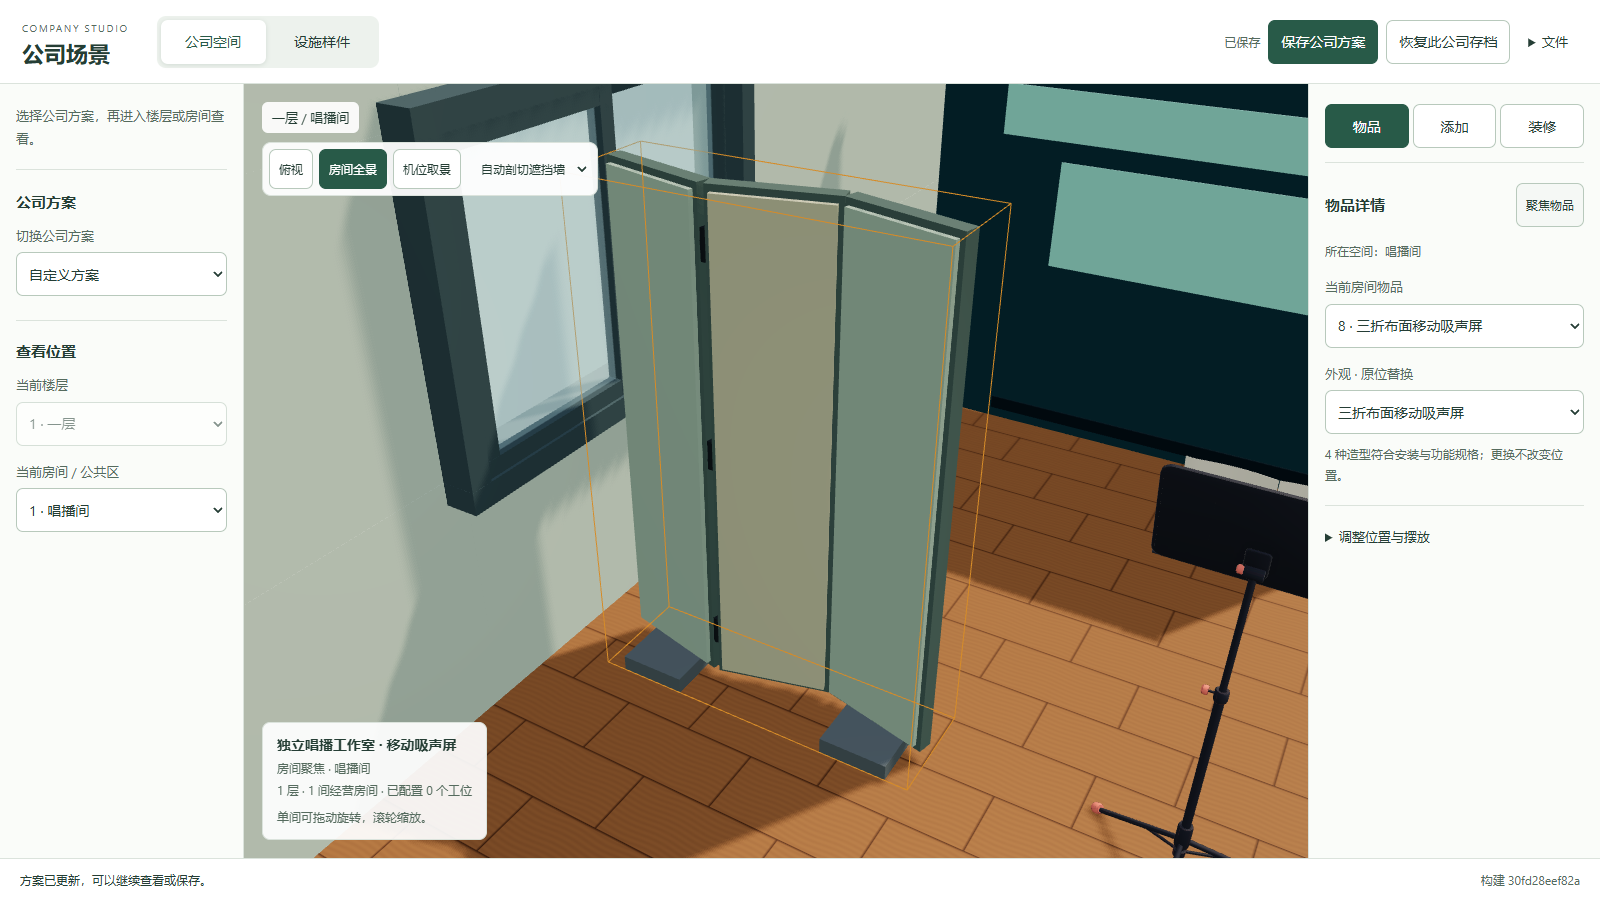 COMPANY STUDIO
公司场景
公司空间
设施样件
已保存
保存公司方案
恢复此公司存档
▶ 文件
选择公司方案，再进入楼层或房间查看。
公司方案
切换公司方案
自定义方案
查看位置
当前楼层
1 · 一层
当前房间 / 公共区
1 · 唱播间
一层 / 唱播间
俯视
房间全景
机位取景
自动剖切遮挡墙
独立唱播工作室 · 移动吸声屏
房间聚焦 · 唱播间
1 层 · 1 间经营房间 · 已配置 0 个工位
单间可拖动旋转，滚轮缩放。
物品
添加
装修
物品详情
聚焦物品
所在空间：唱播间
当前房间物品
8 · 三折布面移动吸声屏
外观 · 原位替换
三折布面移动吸声屏
4 种造型符合安装与功能规格；更换不改变位置。
▶ 调整位置与摆放
方案已更新，可以继续查看或保存。
构建 30fd28eef82a